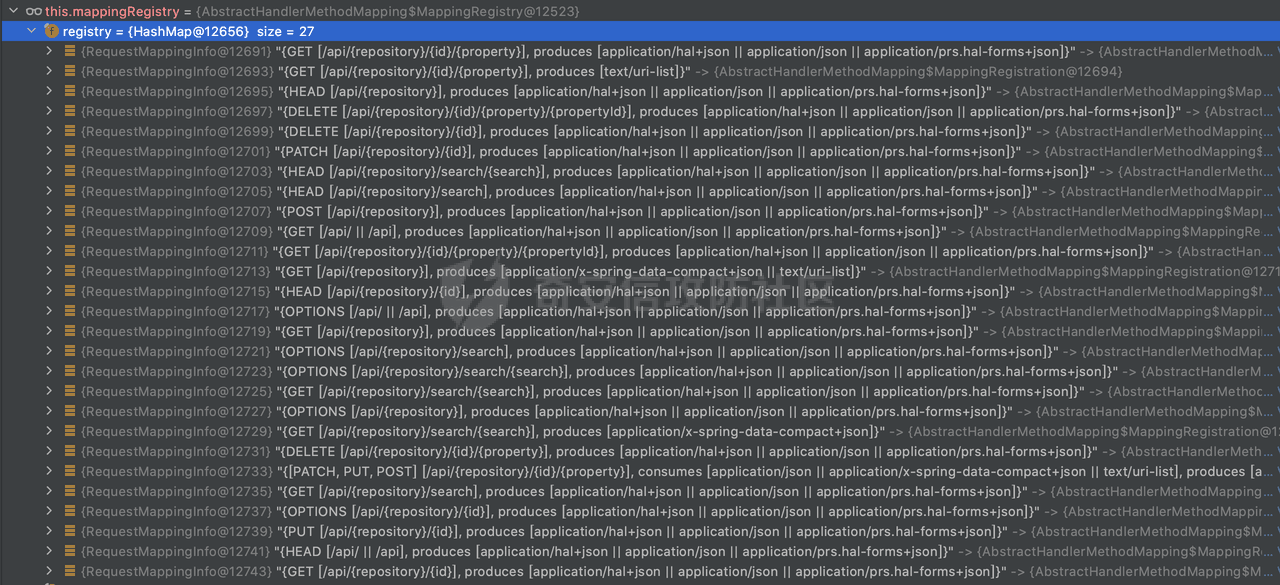 this.mappingRegistry = {AbstractHandlerMethodMapping$MappingRegistry@12523}
f registry = {HashMap@12656} size = 27
{RequestMappingInfo@12691} "{GET [/api/{repository}/{id}/{property}], produces [application/hal+json || application/json || application/prs.hal-forms+json]}" -> {AbstractHandlerMethodM...
{RequestMappingInfo@12693} "{GET [/api/{repository}/{id}/{property}], produces [text/uri-list]}" -> {AbstractHandlerMethodMapping$MappingRegistration@12694}
{RequestMappingInfo@12695} "{HEAD [/api/{repository}], produces [application/hal+json || application/json || application/prs.hal-forms+json]}" -> {AbstractHandlerMethodMapping$Map...
{RequestMappingInfo@12697} "{DELETE [/api/{repository}/{id}/{property}/{propertyId}], produces [application/hal+json || application/json || application/prs.hal-forms+json]}" -> {Abstract...
{RequestMappingInfo@12699} "{DELETE [/api/{repository}/{id}], produces [application/hal+json || application/json || application/prs.hal-forms+json]}" -> {AbstractHandlerMethodMapping...
{RequestMappingInfo@12701} "{PATCH [/api/{repository}/{id}], produces [application/hal+json || application/json || application/prs.hal-forms+json]}" -> {AbstractHandlerMethodMapping$...
{RequestMappingInfo@12703} "{HEAD [/api/{repository}/search/{search}], produces [application/hal+json || application/json || application/prs.hal-forms+json]}" -> {AbstractHandlerMetho...
{RequestMappingInfo@12705} "{HEAD [/api/{repository}/search], produces [application/hal+json || application/json || application/prs.hal-forms+json]}" -> {AbstractHandlerMethodMappin...
{RequestMappingInfo@12707} "{POST [/api/{repository}], produces [application/hal+json || application/json || application/prs.hal-forms+json]}" -> {AbstractHandlerMethodMapping$Mapp...
{RequestMappingInfo@12709} "{GET [/api/ || /api], produces [application/hal+json || application/json || application/prs.hal-forms+json]}" -> {AbstractHandlerMethodMapping$MappingRe...
{RequestMappingInfo@12711} "{GET [/api/{repository}/{id}/{property}/{propertyId}], produces [application/hal+json || application/json || application/prs.hal-forms+json]}" -> {AbstractHan...
{RequestMappingInfo@12713} "{GET [/api/{repository}], produces [application/x-spring-data-compact+json || text/uri-list]}" -> {AbstractHandlerMethodMapping$MappingRegistration@1271
{RequestMappingInfo@12715} "{HEAD [/api/{repository}/{id}], produces [application/hal+json || application/json || application/prs.hal-forms+json]}" -> {AbstractHandlerMethodMapping$M...
奇安信攻防社区
{RequestMappingInfo@12717} "{OPTIONS [/api/ || /api], produces [application/hal+json || application/json || application/prs.hal-forms+json]}" -> {AbstractHandlerMethodMapping$Mappin...
{RequestMappingInfo@12719} "{GET [/api/{repository}], produces [application/hal+json || application/json || application/prs.hal-forms+json]}" -> {AbstractHandlerMethodMapping$Mappi...
{RequestMappingInfo@12721} "{OPTIONS [/api/{repository}/search], produces [application/hal+json || application/json || application/prs.hal-forms+json]}" -> {AbstractHandlerMethodMap...
{RequestMappingInfo@12723} "{OPTIONS [/api/{repository}/search/{search}], produces [application/hal+json || application/json || application/prs.hal-forms+json]}" -> {AbstractHandlerM...
{RequestMappingInfo@12725} "{GET [/api/{repository}/search/{search}], produces [application/hal+json || application/json || application/prs.hal-forms+json]}" -> {AbstractHandlerMethod...
{RequestMappingInfo@12727} "{OPTIONS [/api/{repository}], produces [application/hal+json || application/json || application/prs.hal-forms+json]}" -> {AbstractHandlerMethodMapping$M...
{RequestMappingInfo@12729} "{GET [/api/{repository}/search/{search}], produces [application/x-spring-data-compact+json]}" -> {AbstractHandlerMethodMapping$MappingRegistration@12
{RequestMappingInfo@12731} "{DELETE [/api/{repository}/{id}/{property}], produces [application/hal+json || application/json || application/prs.hal-forms+json]}" -> {AbstractHandlerMeth...
{RequestMappingInfo@12733} "{[PATCH, PUT, POST] [/api/{repository}/{id}/{property}], consumes [application/json || application/x-spring-data-compact+json || text/uri-list], produces [a...
{RequestMappingInfo@12735} "{GET [/api/{repository}/search], produces [application/hal+json || application/json || application/prs.hal-forms+json]}" -> {AbstractHandlerMethodMapping...
{RequestMappingInfo@12737} "{OPTIONS [/api/{repository}/{id}], produces [application/hal+json || application/json || application/prs.hal-forms+json]}" -> {AbstractHandlerMethodMappin...
{RequestMappingInfo@12739} "{PUT [/api/{repository}/{id}], produces [application/hal+json || application/json || application/prs.hal-forms+json]}" -> {AbstractHandlerMethodMapping$M...
{RequestMappingInfo@12741} "{HEAD [/api/ || /api], produces [application/hal+json || application/json || application/prs.hal-forms+json]}" -> {AbstractHandlerMethodMapping$MappingR...
{RequestMappingInfo@12743} "{GET [/api/{repository}/{id}], produces [application/hal+json || application/json || application/prs.hal-forms+json]}" -> {AbstractHandlerMethodMapping$M...